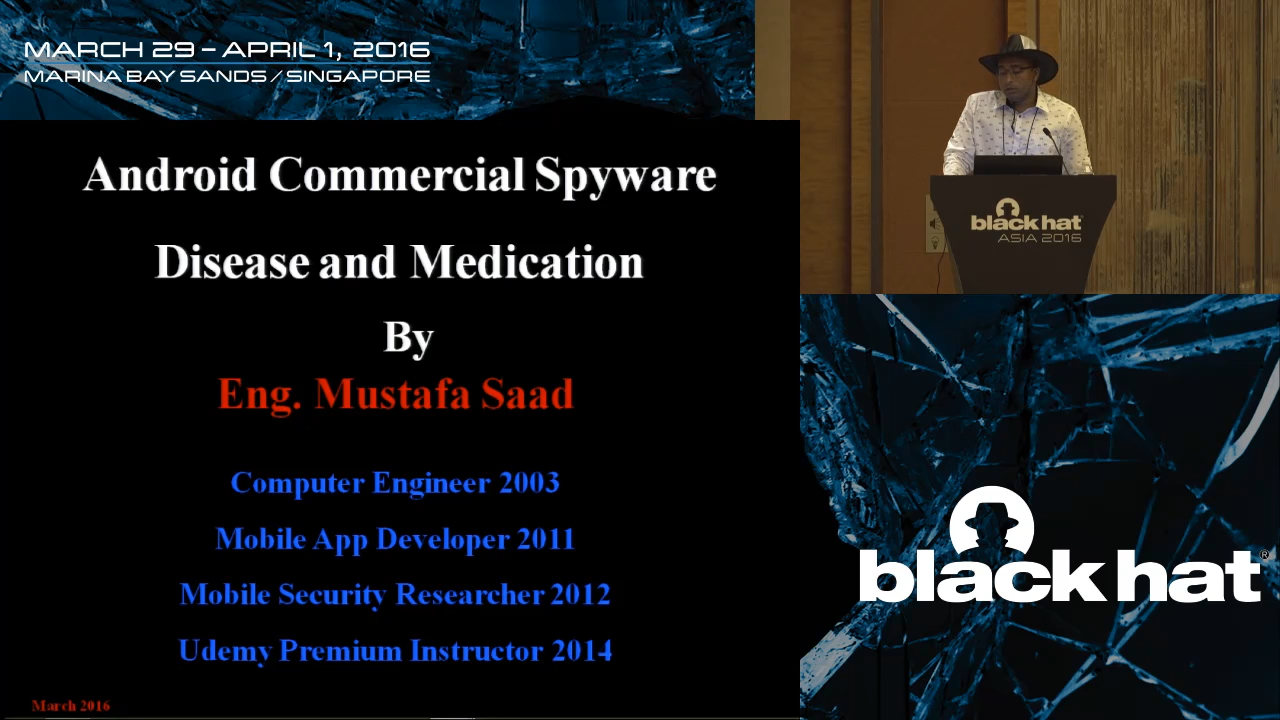 MARCH 29 – APRIL 1, 2016
MARINA BAY SANDS / SINGAPORE
Android Commercial Spyware
Disease and Medication
By
Eng. Mustafa Saad
Computer Engineer 2003
Mobile App Developer 2011
Mobile Security Researcher 2012
Udemy Premium Instructor 2014
March 2016
black hat
ASIA 2016
black hat®